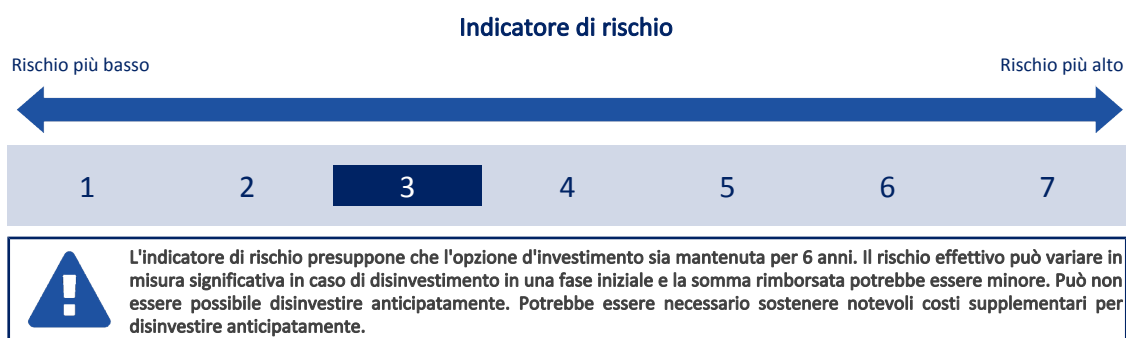 Indicatore di rischio
Rischio più basso
Rischio più alto
1 2 3 4 5 6 7
L'indicatore di rischio presuppone che l'opzione d'investimento sia mantenuta per 6 anni. Il rischio effettivo può variare in
misura significativa in caso di disinvestimento in una fase iniziale e la somma rimborsata potrebbe essere minore. Può non
essere possibile disinvestire anticipatamente. Potrebbe essere necessario sostenere notevoli costi supplementari per
disinvestire anticipatamente.